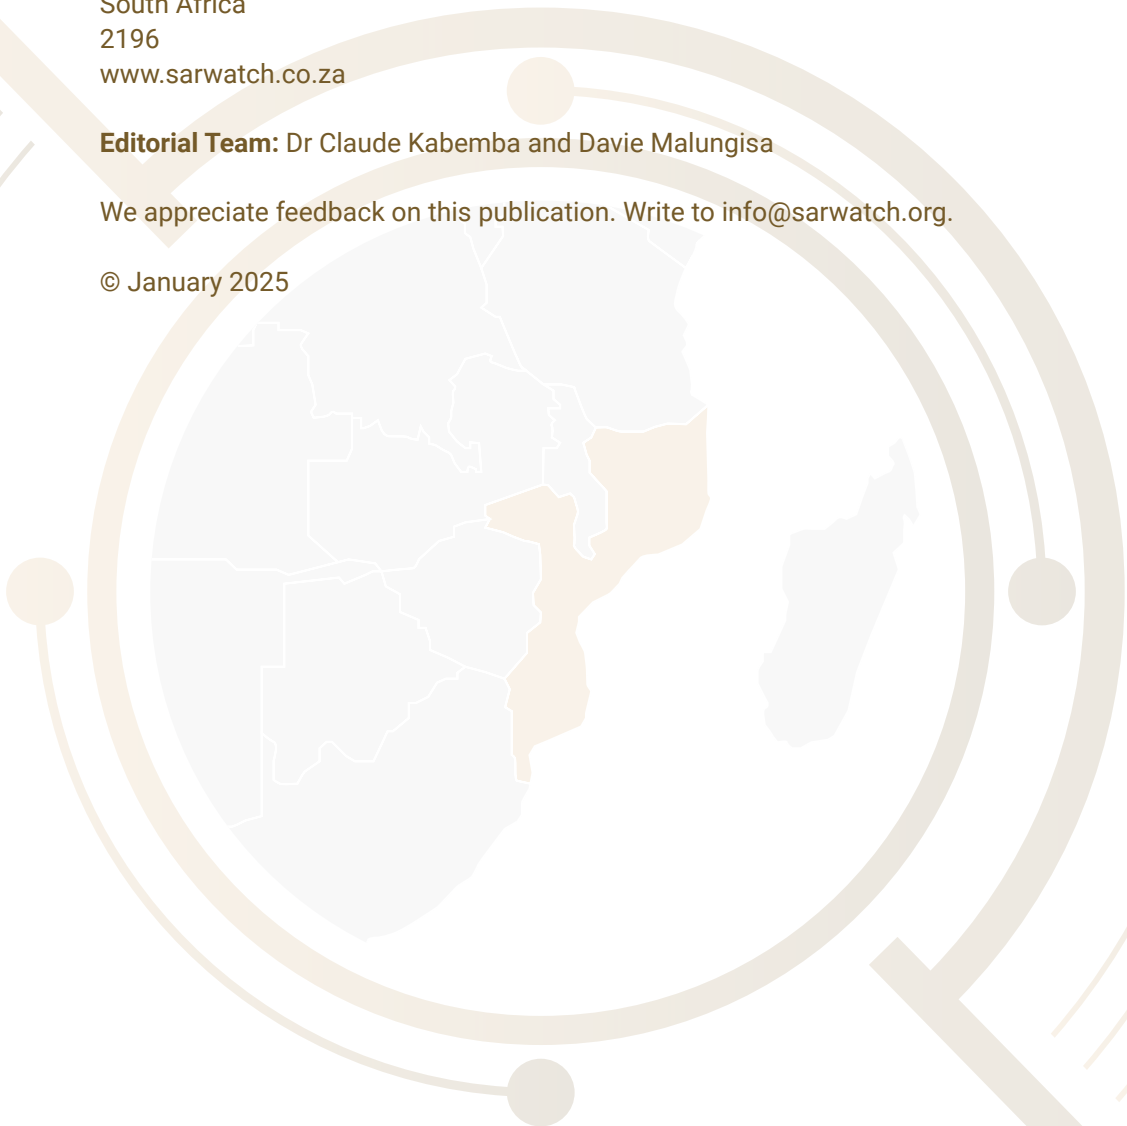 South Africa
2196
www.sarwatch.co.za
Editorial Team: Dr Claude Kabemba and Davie Malungisa
We appreciate feedback on this publication. Write to info@sarwatch.org.
© January 2025